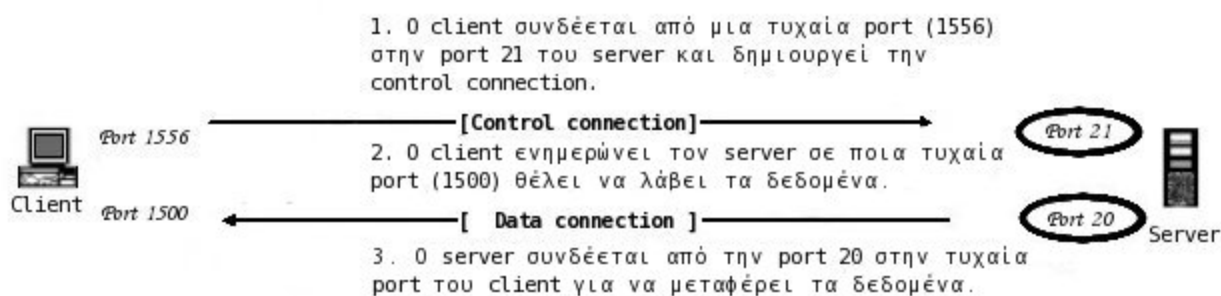 1. Ο client συνδέεται από μια τυχαία port (1556)
στην port 21 του server και δημιουργεί την
control connection.
[Control connection]
Port 1556
Port 21
2. Ο client ενημερώνει τον server σε ποια τυχαία
port (1500) θέλει να λάβει τα δεδομένα.
Client
Port 1500
[ Data connection ]
Port 20
Server
3. Ο server συνδέεται από την port 20 στην τυχαία
port του client για να μεταφέρει τα δεδομένα.